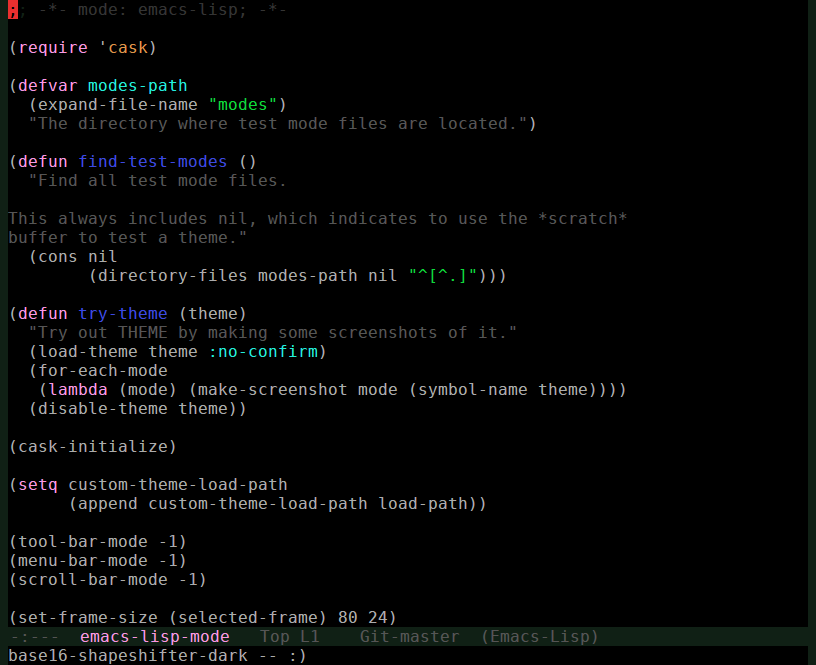 ;; -*- mode: emacs-lisp; -*-

(require 'cask)

(defvar modes-path
  (expand-file-name "modes")
  "The directory where test mode files are located.")

(defun find-test-modes ()
  "Find all test mode files.

This always includes nil, which indicates to use the *scratch*
buffer to test a theme."
  (cons nil
        (directory-files modes-path nil "^[^.]")))

(defun try-theme (theme)
  "Try out THEME by making some screenshots of it."
  (load-theme theme :no-confirm)
  (for-each-mode
   (lambda (mode) (make-screenshot mode (symbol-name theme))))
  (disable-theme theme))

(cask-initialize)

(setq custom-theme-load-path
      (append custom-theme-load-path load-path))

(tool-bar-mode -1)
(menu-bar-mode -1)
(scroll-bar-mode -1)

(set-frame-size (selected-frame) 80 24)
-:---  emacs-lisp-mode   Top L1    Git-master  (Emacs-Lisp)
base16-shapeshifter-dark -- :)